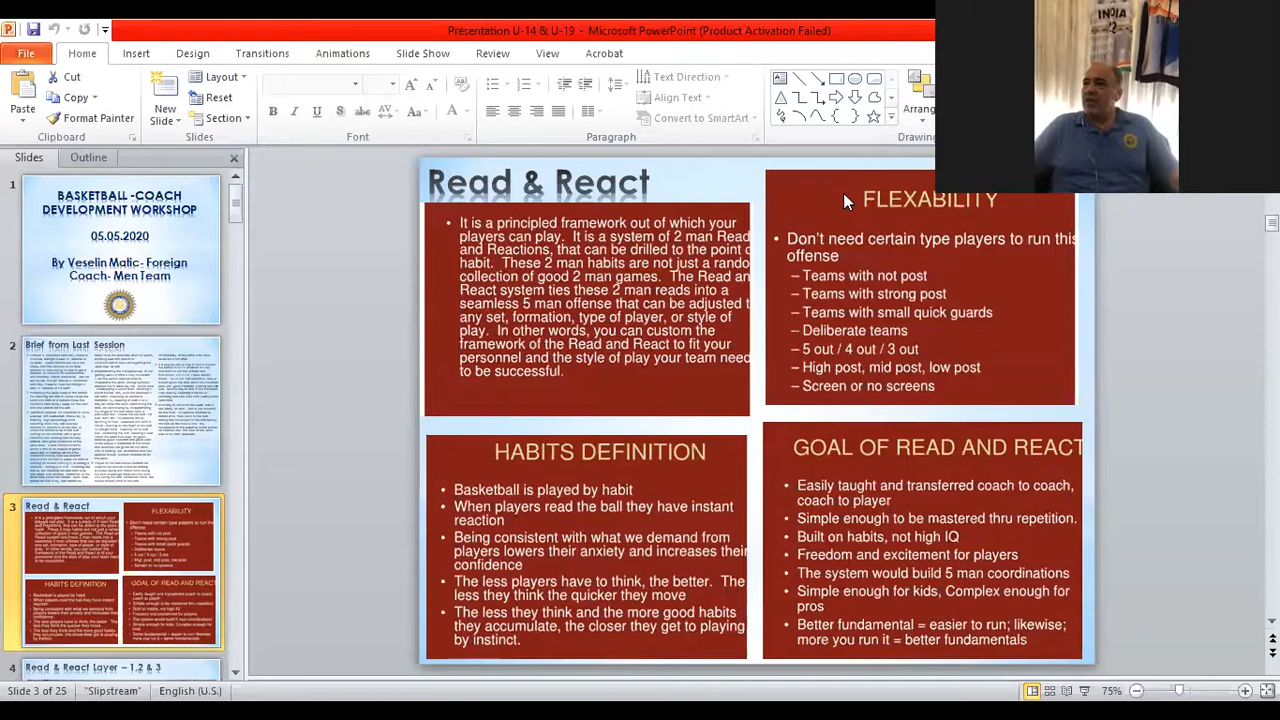 Presentation U-14 & U-19 - Microsoft PowerPoint (Product Activation Failed)
File Home Insert Design Transitions Animations Slide Show Review View Acrobat
Paste
Cut
Copy
Format Painter
Clipboard
New
Slide
Layout
Reset
Section
Slides
Font
Text Direction
Align Text
Convert to SmartArt
Paragraph
Arrang
Drawin
INDIA
Slides Outline
1
BASKETBALL -COACH
DEVELOPMENT WORKSHOP
05.05.2020
By Veselin Matic- Foreign
Coach- Men Team
2
Brief from Last Session
3
Read & React
FLEXABILITY
HABITS DEFINITION
GOAL OF READ AND REACT
4
Read & React Layer – 1,2 & 3
Read & React
• It is a principled framework out of which your
players can play. It is a system of 2 man Read
and Reactions, that can be drilled to the point o
habit. These 2 man habits are not just a rando
collection of good 2 man games. The Read an
React system ties these 2 man reads into a
seamless 5 man offense that can be adjusted t
any set, formation, type of player, or style of
play. In other words, you can custom the
framework of the Read and React to fit your
personnel and the style of play your team need
to be successful.
FLEXABILITY
• Don't need certain type players to run this
offense
– Teams with not post
– Teams with strong post
– Teams with small quick guards
– Deliberate teams
– 5 out / 4 out / 3 out
– High post, mid post, low post
– Screen or no screens
HABITS DEFINITION
• Basketball is played by habit
• When players read the ball they have instant
reaction
• Being consistent with what we demand from
players lowers their anxiety and increases their
confidence
• The less players have to think, the better. The
less they think the quicker they move
• The less they think and the more good habits
they accumulate, the closer they get to playing
by instinct.
GOAL OF READ AND REACT
• Easily taught and transferred coach to coach,
coach to player
Simple enough to be mastered thru repetition.
• Built on habits, not high IQ
• Freedom and excitement for players
• The system would build 5 man coordinations
• Simple enough for kids, Complex enough for
pros
• Better fundamental = easier to run; likewise;
more you run it = better fundamentals
Slide 3 of 25 "Slipstream" English (U.S.) 75%